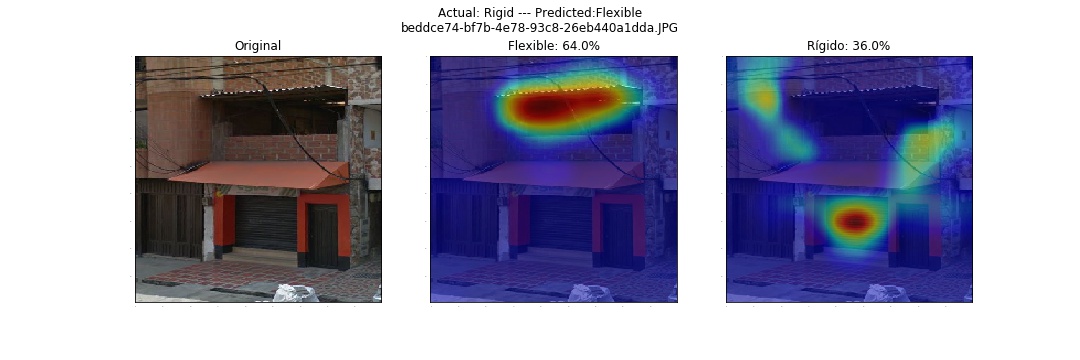 Actual: Rigid --- Predicted:Flexible
beddce74-bf7b-4e78-93c8-26eb440a1dda.JPG
Original
Flexible: 64.0%
Rígido: 36.0%